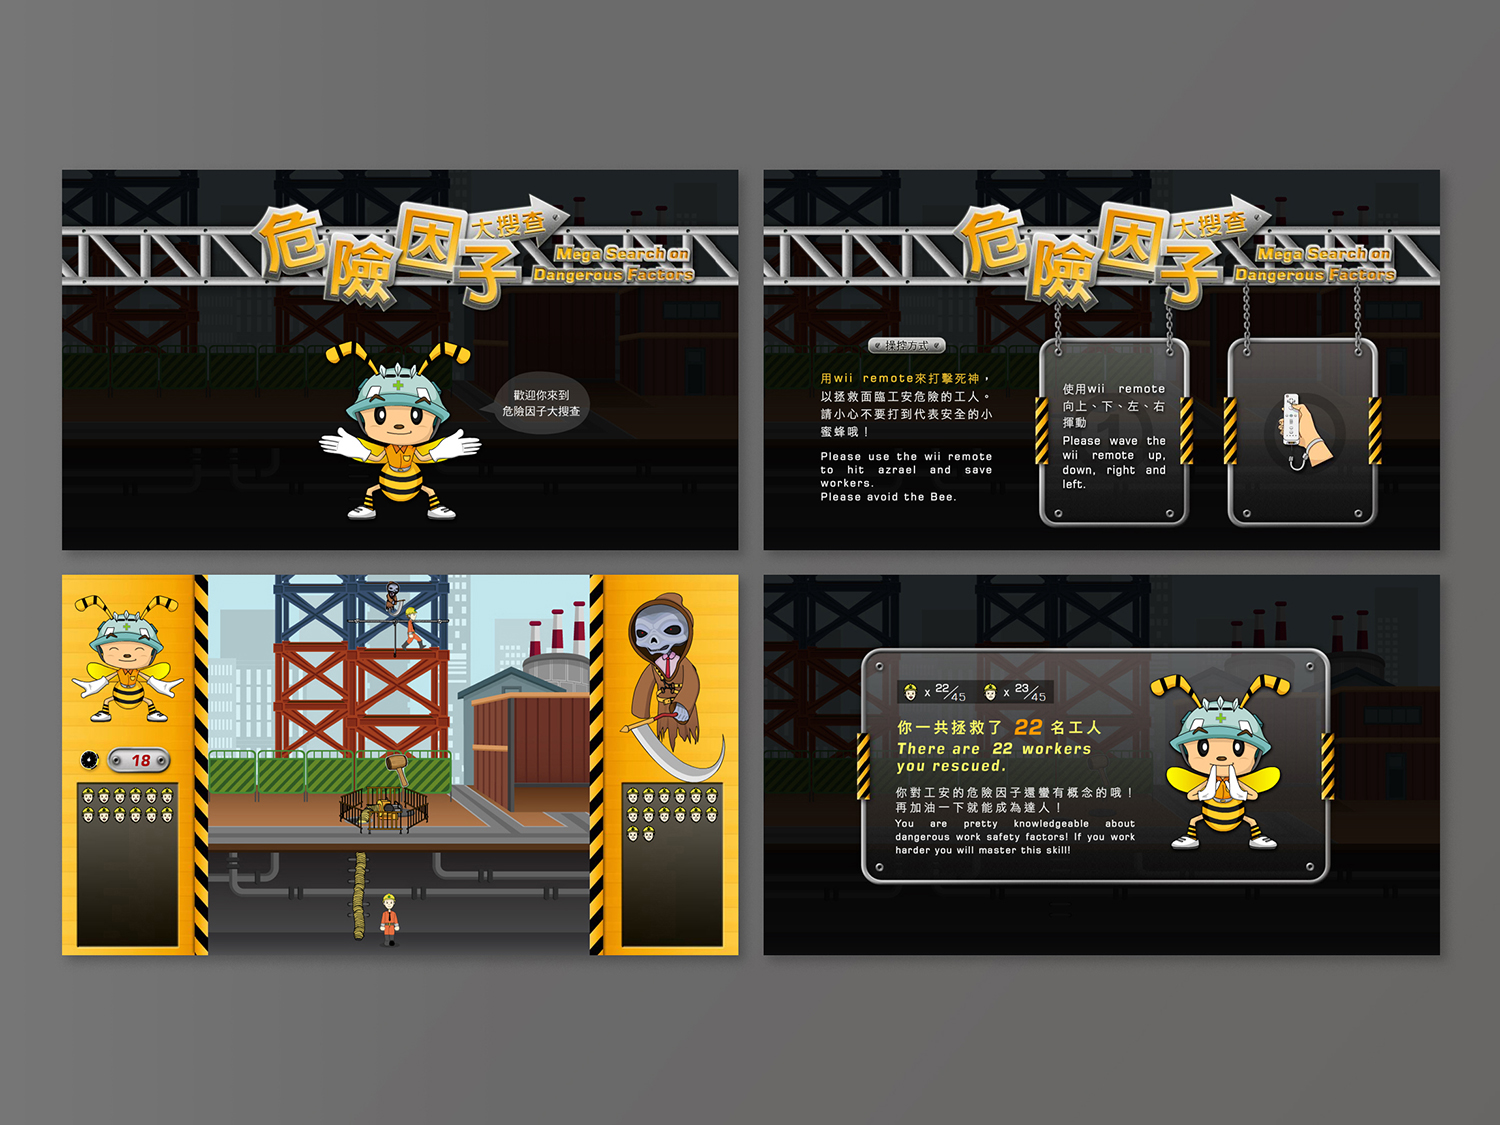 危險因子大搜查
Mega Search on
Dangerous Factors
歡迎你來到
危險因子大搜查
危險因子大搜查
Mega Search on
Dangerous Factors
操控方式
用wii remote來打擊死神，
以拯救面臨工安危險的工人。
請小心不要打到代表安全的小
蜜蜂哦！
Please use the wii remote
to hit azrael and save
workers.
Please avoid the Bee.
使用wii remote
向上、下、左、右
揮動
Please wave the
wii remote up,
down, right and
left.
18
x 22/45 x 23/45
你一共拯救了 22 名工人
There are 22 workers
you rescued.
你對工安的危險因子還蠻有概念的哦！
再加油一下就能成為達人！
You are pretty knowledgeable about
dangerous work safety factors! If you work
harder you will master this skill!